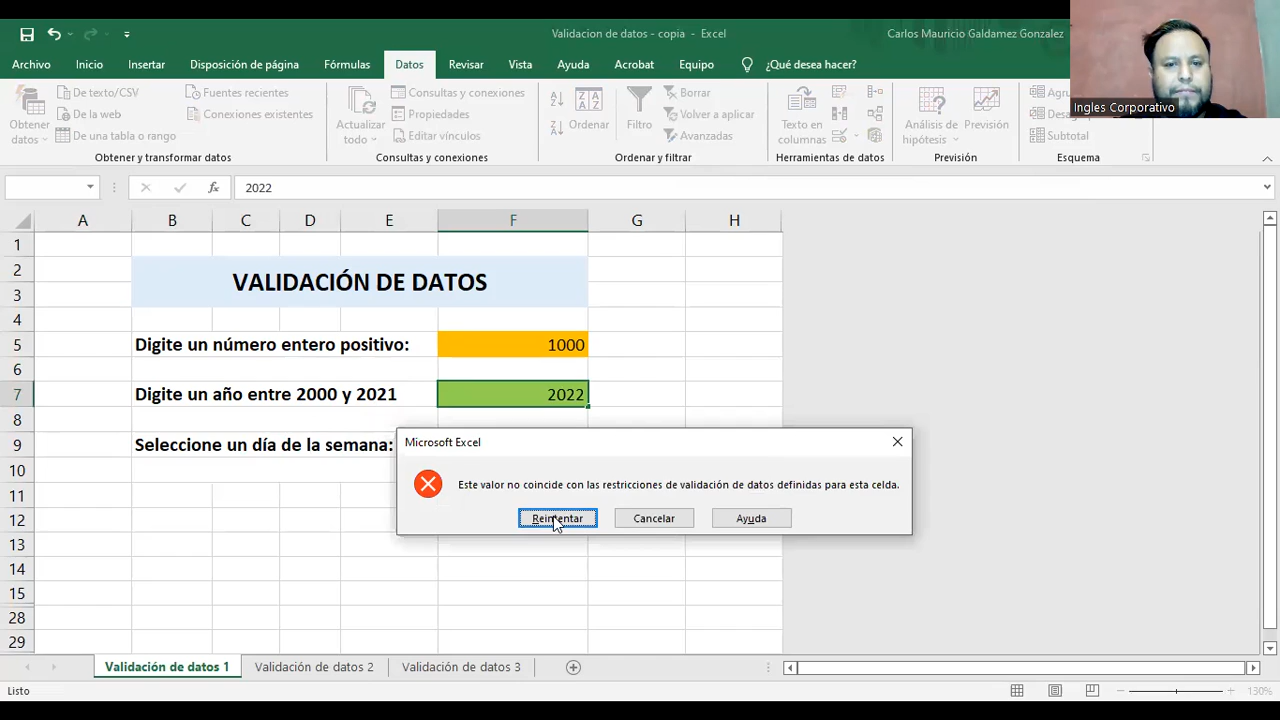 Validacion de datos - copia - Excel
Carlos Mauricio Galdamez Gonzalez
Archivo Inicio Insertar Disposición de página Fórmulas Datos Revisar Vista Ayuda Acrobat Equipo ¿Qué desea hacer?
Ingles Corporativo
Obtener datos
De texto/CSV
De la web
De una tabla o rango
Fuentes recientes
Conexiones existentes
Obtener y transformar datos
Actualizar todo
Consultas y conexiones
Propiedades
Editar vínculos
Consultas y conexiones
Ordenar
Filtro
Borrar
Volver a aplicar
Avanzadas
Ordenar y filtrar
Texto en columnas
Herramientas de datos
Análisis de hipótesis
Previsión
Previsión
Subtotal
Esquema
fx 2022
A B C D E F G H
1
2
VALIDACIÓN DE DATOS
3
4
5 Digite un número entero positivo: 1000
6
7 Digite un año entre 2000 y 2021 2022
8
9 Seleccione un día de la semana:
10
11
12
13
14
15
28
29
Microsoft Excel
Este valor no coincide con las restricciones de validación de datos definidas para esta celda.
Reintentar Cancelar Ayuda
Validación de datos 1 Validación de datos 2 Validación de datos 3
Listo
130%